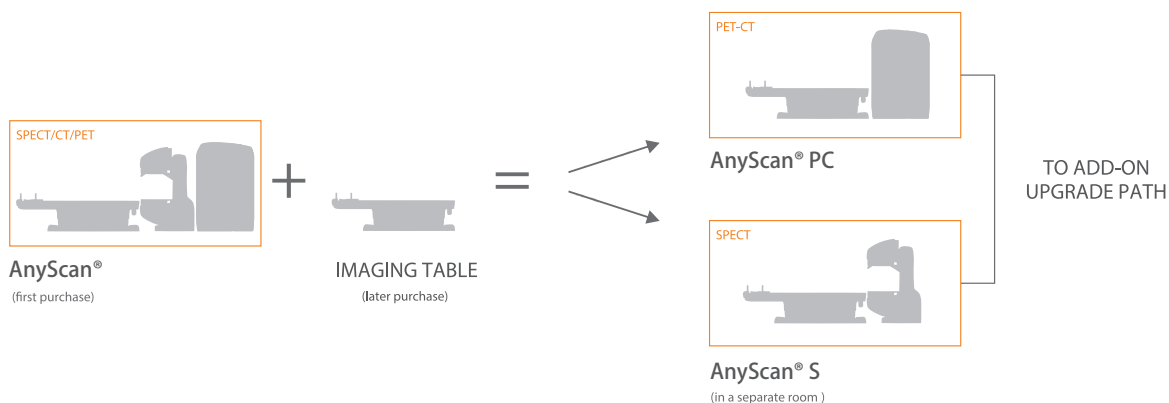 SPECT/CT/PET
AnyScan®
(first purchase)
+
IMAGING TABLE
(later purchase)
=
PET-CT
AnyScan® PC
SPECT
AnyScan® S
(in a separate room )
TO ADD-ON
UPGRADE PATH